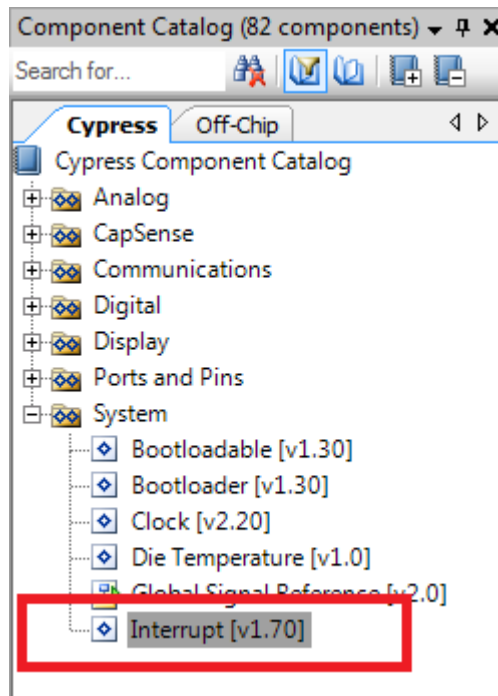 Component Catalog (82 components)
Search for...
Cypress Off-Chip
Cypress Component Catalog
Analog
CapSense
Communications
Digital
Display
Ports and Pins
System
Bootloadable [v1.30]
Bootloader [v1.30]
Clock [v2.20]
Die Temperature [v1.0]
Global Signal Reference [v2.0]
Interrupt [v1.70]